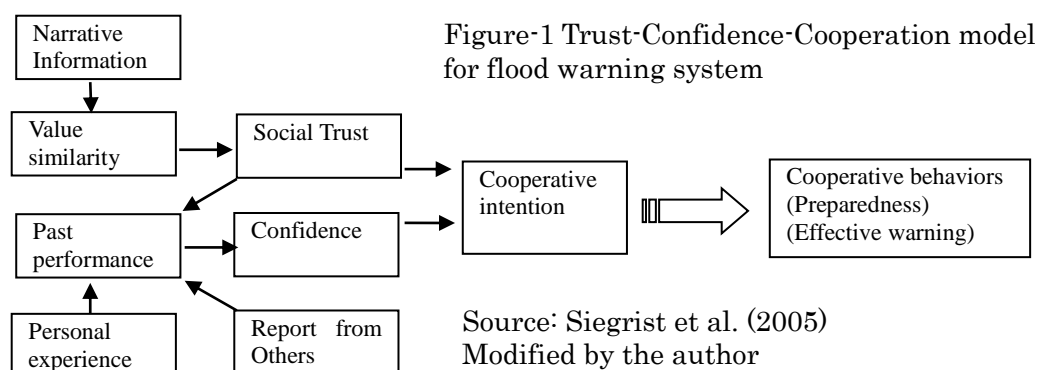 Narrative
Information
Figure-1 Trust-Confidence-Cooperation model
for flood warning system
Value
similarity
Social Trust
Cooperative
intention
Cooperative behaviors
(Preparedness)
(Effective warning)
Past
performance
Confidence
Personal
experience
Report from
Others
Source: Siegrist et al. (2005)
Modified by the author